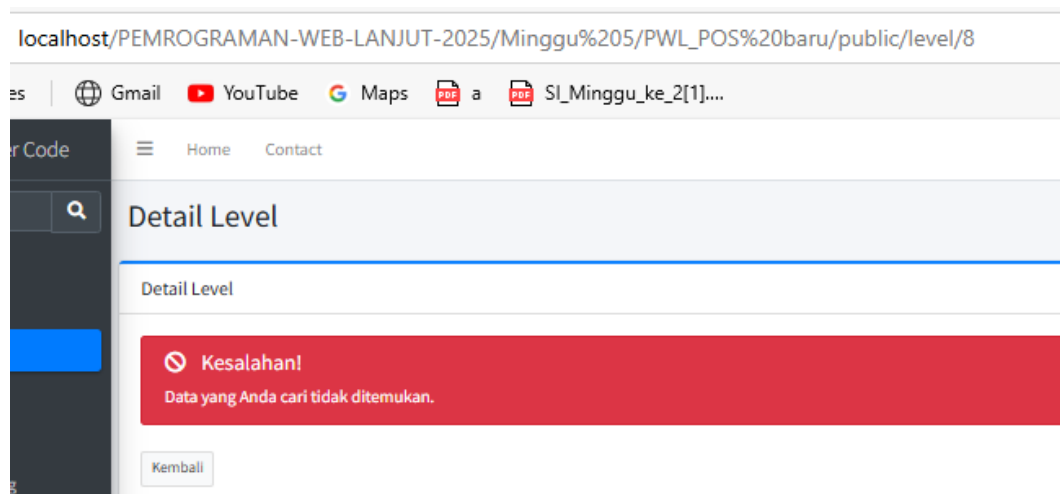 localhost/PEMROGRAMAN-WEB-LANJUT-2025/Minggu%205/PWL_POS%20baru/public/level/8
es Gmail YouTube Maps a SI_Minggu_ke_2[1]....
r Code Home Contact
Detail Level
Detail Level
Kesalahan!
Data yang Anda cari tidak ditemukan.
Kembali